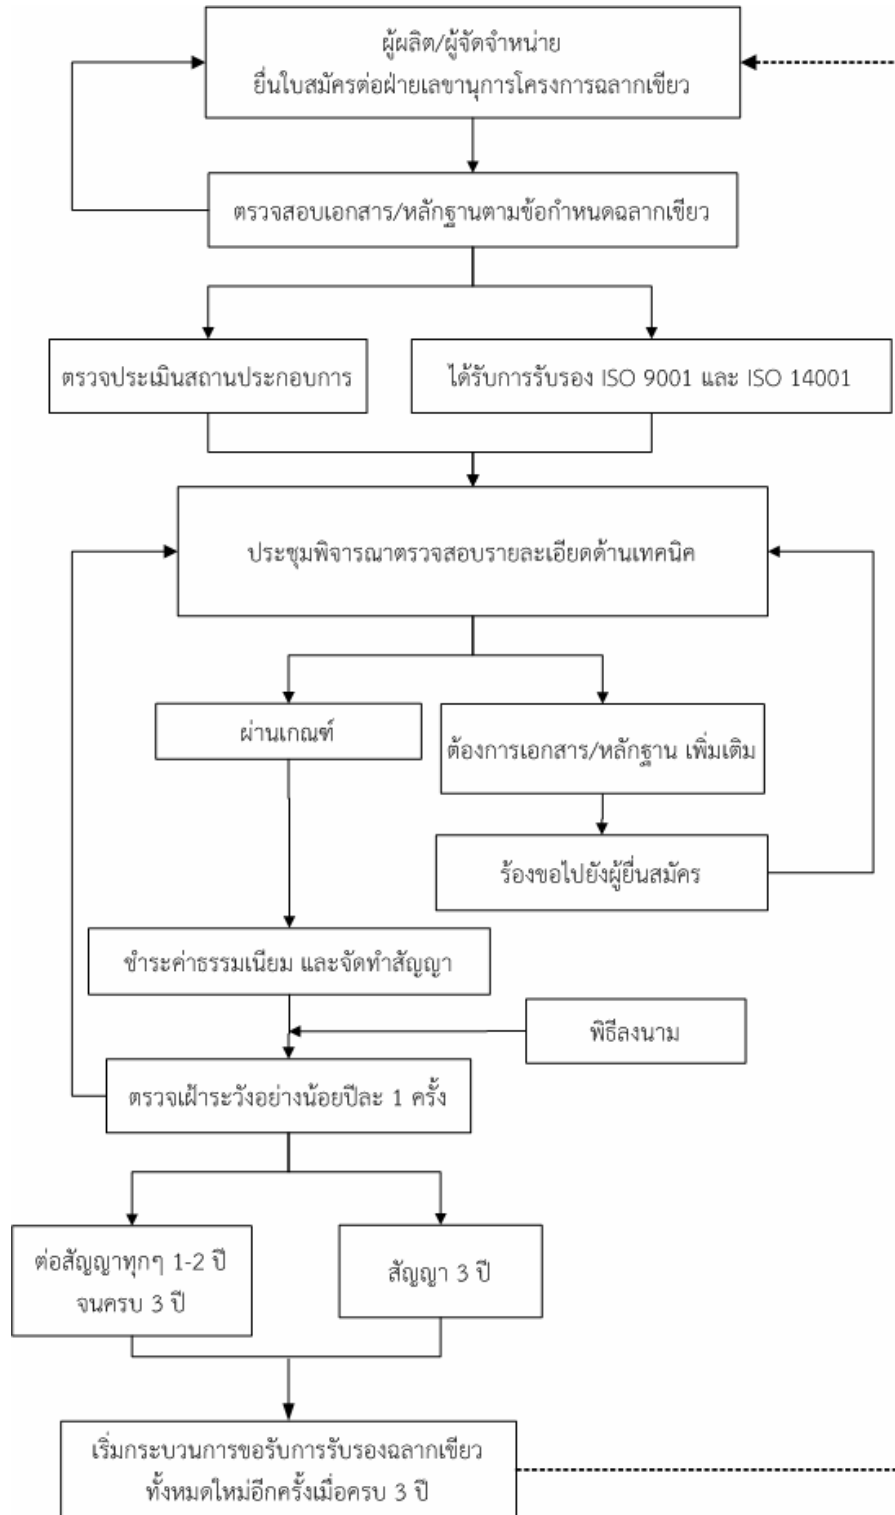 ผู้ผลิต/ผู้จัดจำหน่าย
ยื่นใบสมัครต่อฝ่ายเลขานุการโครงการฉลากเขียว
ตรวจสอบเอกสาร/หลักฐานตามข้อกำหนดฉลากเขียว
ตรวจประเมินสถานประกอบการ
ได้รับการรับรอง ISO 9001 และ ISO 14001
ประชุมพิจารณาตรวจสอบรายละเอียดด้านเทคนิค
ผ่านเกณฑ์
ต้องการเอกสาร/หลักฐาน เพิ่มเติม
ร้องขอไปยังผู้ยื่นสมัคร
ชำระค่าธรรมเนียม และจัดทำสัญญา
พิธีลงนาม
ตรวจเฝ้าระวังอย่างน้อยปีละ 1 ครั้ง
ต่อสัญญาทุกๆ 1-2 ปี
จนครบ 3 ปี
สัญญา 3 ปี
เริ่มกระบวนการขอรับการรับรองฉลากเขียว
ทั้งหมดใหม่อีกครั้งเมื่อครบ 3 ปี